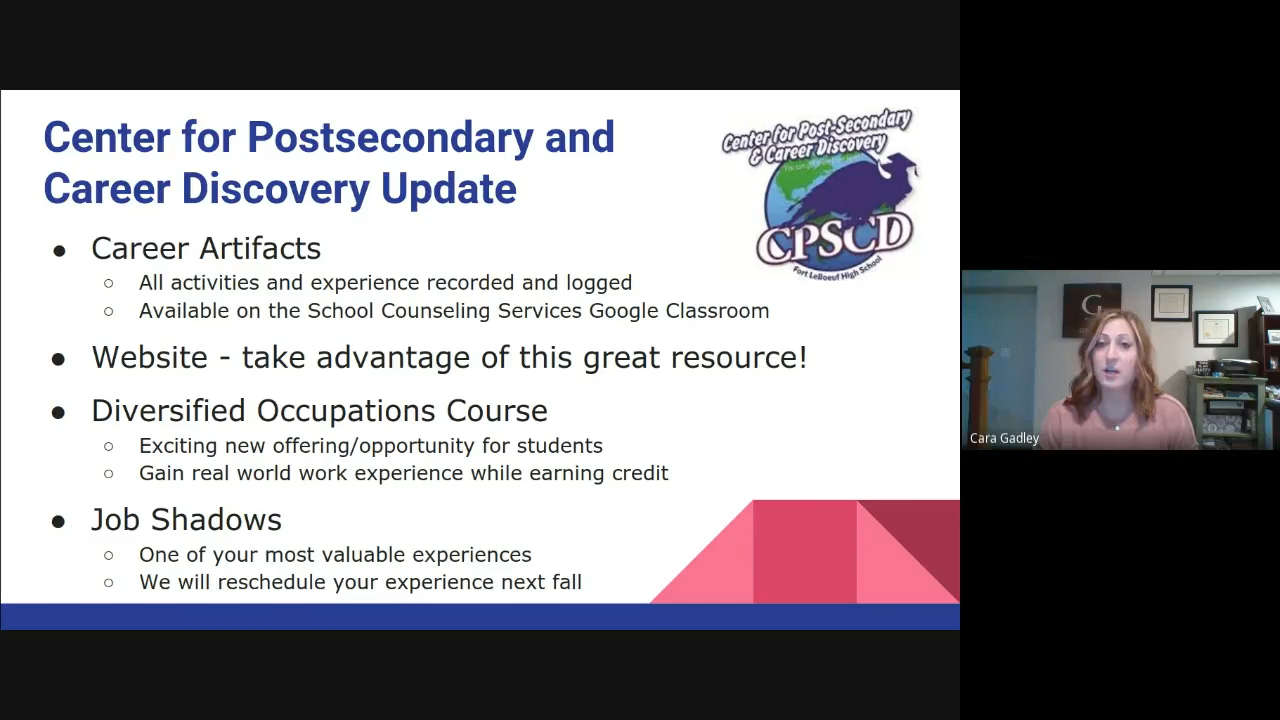 Center for Postsecondary and
Career Discovery Update
Center for Post-Secondary
& Career Discovery
CPSCD
Fort LeBoeuf High School
● Career Artifacts
○ All activities and experience recorded and logged
○ Available on the School Counseling Services Google Classroom
● Website - take advantage of this great resource!
● Diversified Occupations Course
○ Exciting new offering/opportunity for students
○ Gain real world work experience while earning credit
● Job Shadows
○ One of your most valuable experiences
○ We will reschedule your experience next fall
G
Cara Gadley